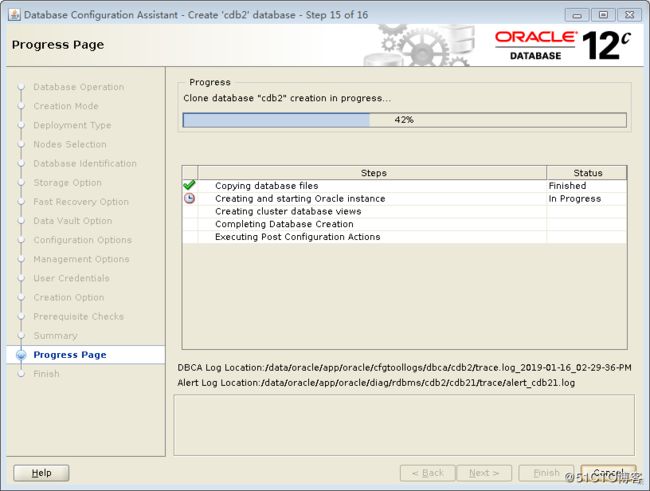 Database Configuration Assistant - Create 'cdb2' database - Step 15 of 16
Progress Page
ORACLE
DATABASE
12c
Database Operation
Creation Mode
Deployment Type
Nodes Selection
Database Identification
Storage Option
Fast Recovery Option
Data Vault Option
Configuration Options
Management Options
User Credentials
Creation Option
Prerequisite Checks
Summary
Progress Page
Finish
Progress
Clone database "cdb2" creation in progress...
42%
Steps Status
Copying database files Finished
Creating and starting Oracle instance In Progress
Creating cluster database views
Completing Database Creation
Executing Post Configuration Actions
DBCA Log Location:/data/oracle/app/oracle/cfgtoollogs/dbca/cdb2/trace.log_2019-01-16_02-29-36-PM
Alert Log Location:/data/oracle/app/oracle/diag/rdbms/cdb2/cdb21/trace/alert_cdb21.log
Help
< Back
Next >
Finish
Cancel
@51CTO博客